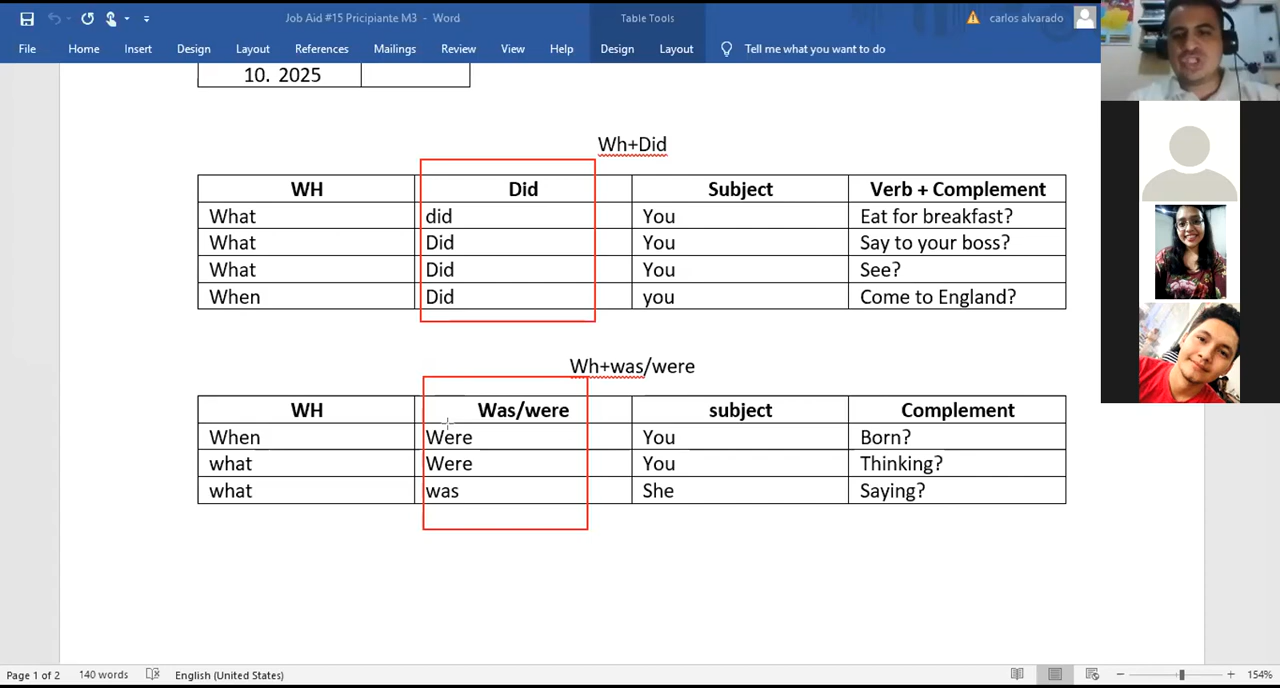 Job Aid #15 Pricipiante M3 - Word
Table Tools
carlos alvarado
File Home Insert Design Layout References Mailings Review View Help Design Layout Tell me what you want to do
10. 2025
Wh+Did
WH Did Subject Verb + Complement
What did You Eat for breakfast?
What Did You Say to your boss?
What Did You See?
When Did you Come to England?
Wh+was/were
WH Was/were subject Complement
When Were You Born?
what Were You Thinking?
what was She Saying?
Page 1 of 2 140 words English (United States) 154%